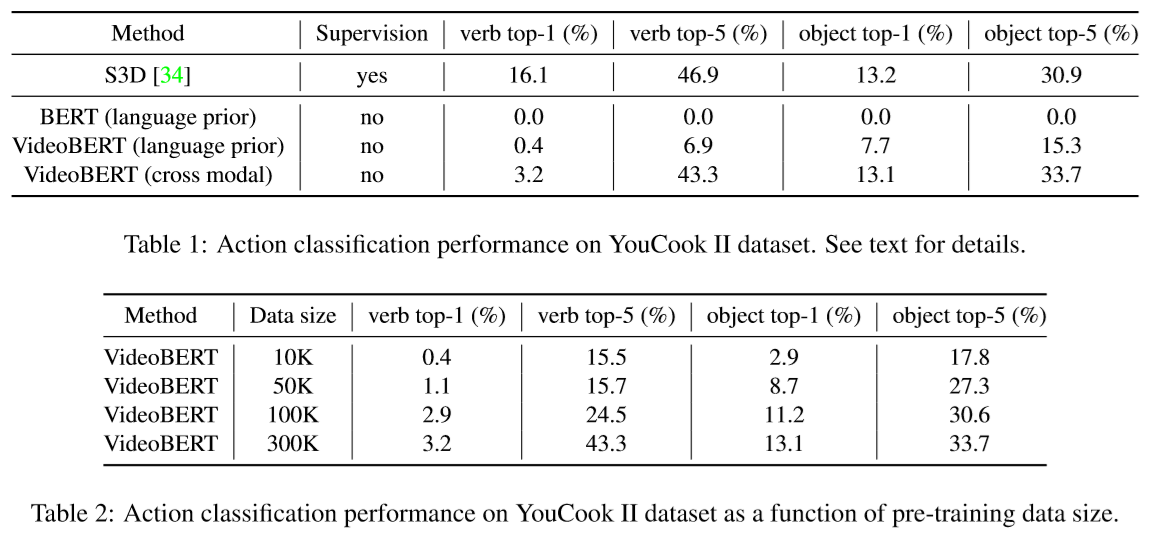 Method Supervision verb top-1 (%) verb top-5 (%) object top-1 (%) object top-5 (%)
S3D [34] yes 16.1 46.9 13.2 30.9
BERT (language prior) no 0.0 0.0 0.0 0.0
VideoBERT (language prior) no 0.4 6.9 7.7 15.3
VideoBERT (cross modal) no 3.2 43.3 13.1 33.7
Table 1: Action classification performance on YouCook II dataset. See text for details.
Method Data size verb top-1 (%) verb top-5 (%) object top-1 (%) object top-5 (%)
VideoBERT 10K 0.4 15.5 2.9 17.8
VideoBERT 50K 1.1 15.7 8.7 27.3
VideoBERT 100K 2.9 24.5 11.2 30.6
VideoBERT 300K 3.2 43.3 13.1 33.7
Table 2: Action classification performance on YouCook II dataset as a function of pre-training data size.